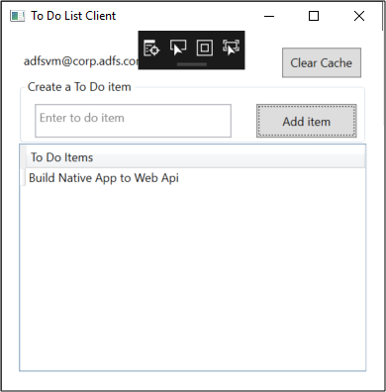 To Do List Client
adfsvm@corp.adfs.co
Clear Cache
Create a To Do item
Enter to do item
Add item
To Do Items
Build Native App to Web Api